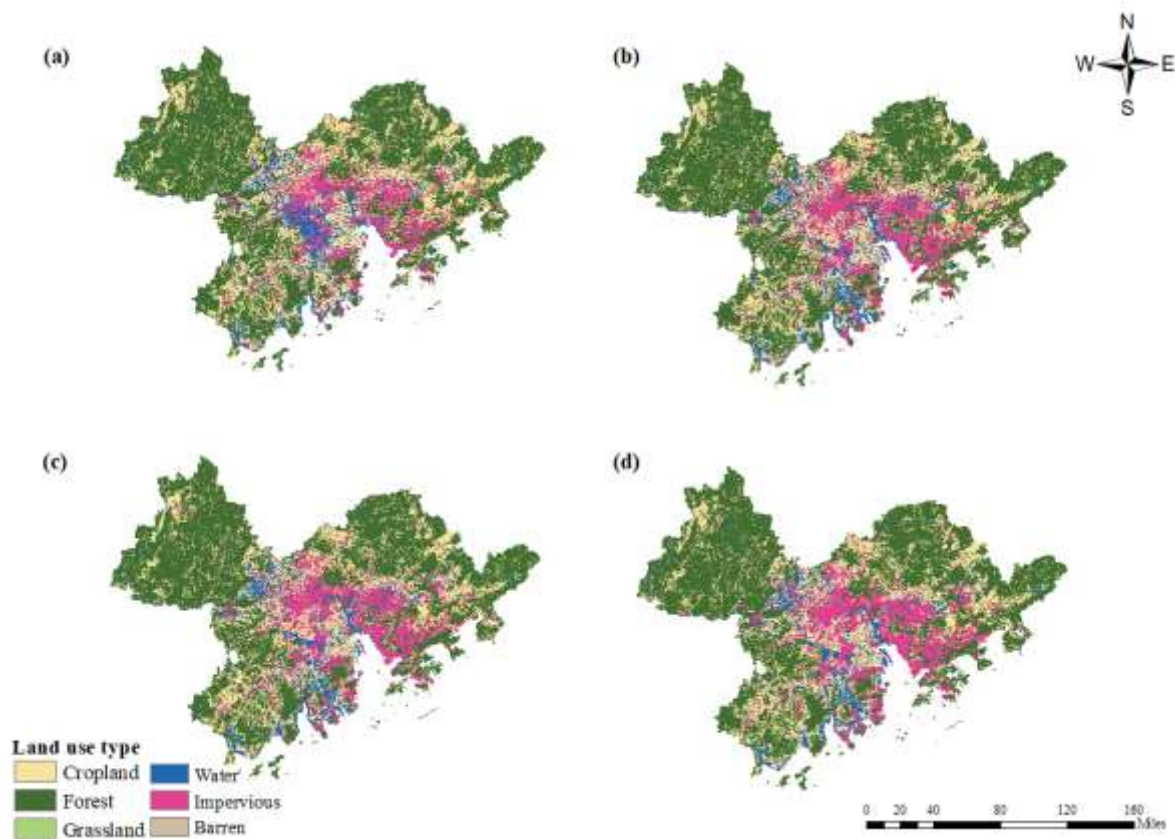 (a)
(b)
N
W E
S
(c)
(d)
Land use type
Cropland
Water
Forest
Impervious
Grassland
Barren
0 20 40 80 120 160
Miles